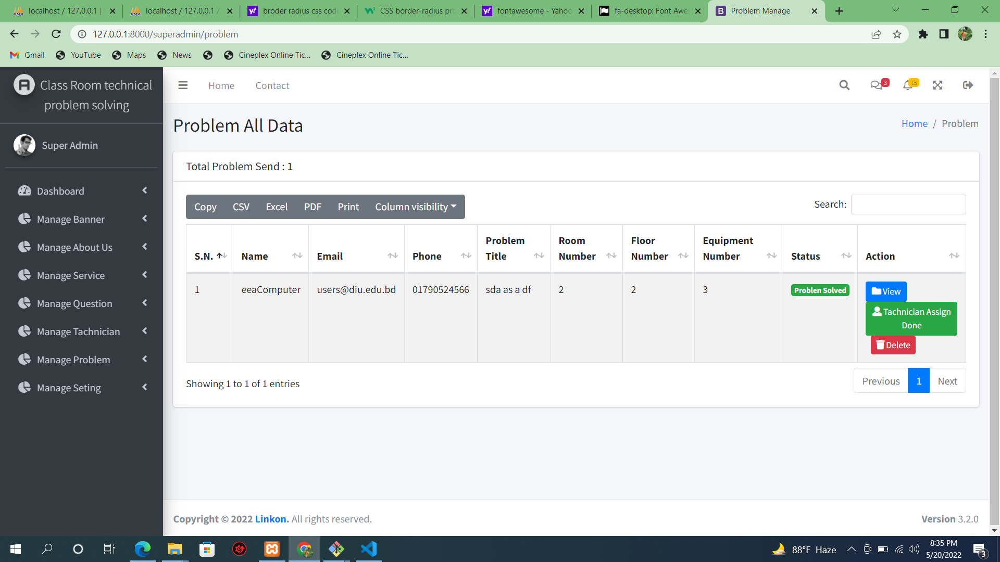 localhost / 127.0.0.1 |
localhost / 127.0.0.1 /
broder radius css code
CSS border-radius pro
fontawesome - Yahoo
fa-desktop: Font Awe
Problem Manage
127.0.0.1:8000/superadmin/problem
Gmail
YouTube
Maps
News
Cineplex Online Tic...
Cineplex Online Tic...
Class Room technical
problem solving
Home
Contact
3
15
Super Admin
Dashboard
Manage Banner
Manage About Us
Manage Service
Manage Question
Manage Tachnician
Manage Problem
Manage Seting
Problem All Data
Home / Problem
Total Problem Send : 1
Copy CSV Excel PDF Print Column visibility
Search:
S.N. Name Email Phone Problem Title Room Number Floor Number Equipment Number Status Action
1 eeaComputer users@diu.edu.bd 01790524566 sda as a df 2 2 3 Problen Solved View
Tachnician Assign
Done
Delete
Showing 1 to 1 of 1 entries
Previous 1 Next
Copyright © 2022 Linkon. All rights reserved.
Version 3.2.0
88°F Haze
8:35 PM
5/20/2022
3